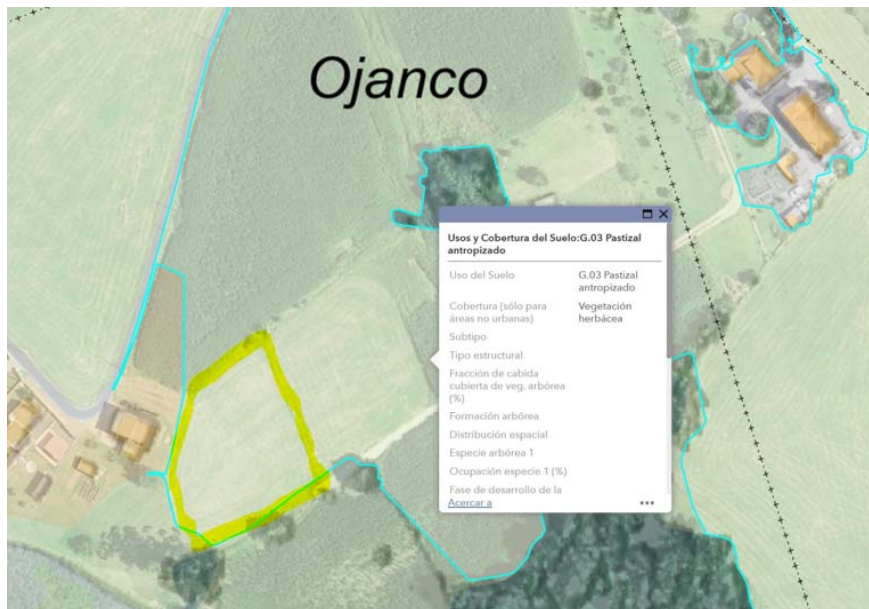 Ojanco
Usos y Cobertura del Suelo:G.03 Pastizal
antropizado
Uso del Suelo G.03 Pastizal
antropizado
Cobertura (sólo para Vegetación
áreas no urbanas) herbácea
Subtipo
Tipo estructural
Fracción de cabida
cubierta de veg. arbórea
(%)
Formación arbórea
Distribución espacial
Especie arbórea 1
Ocupación especie 1 (%)
Fase de desarrollo de la
Acercar a